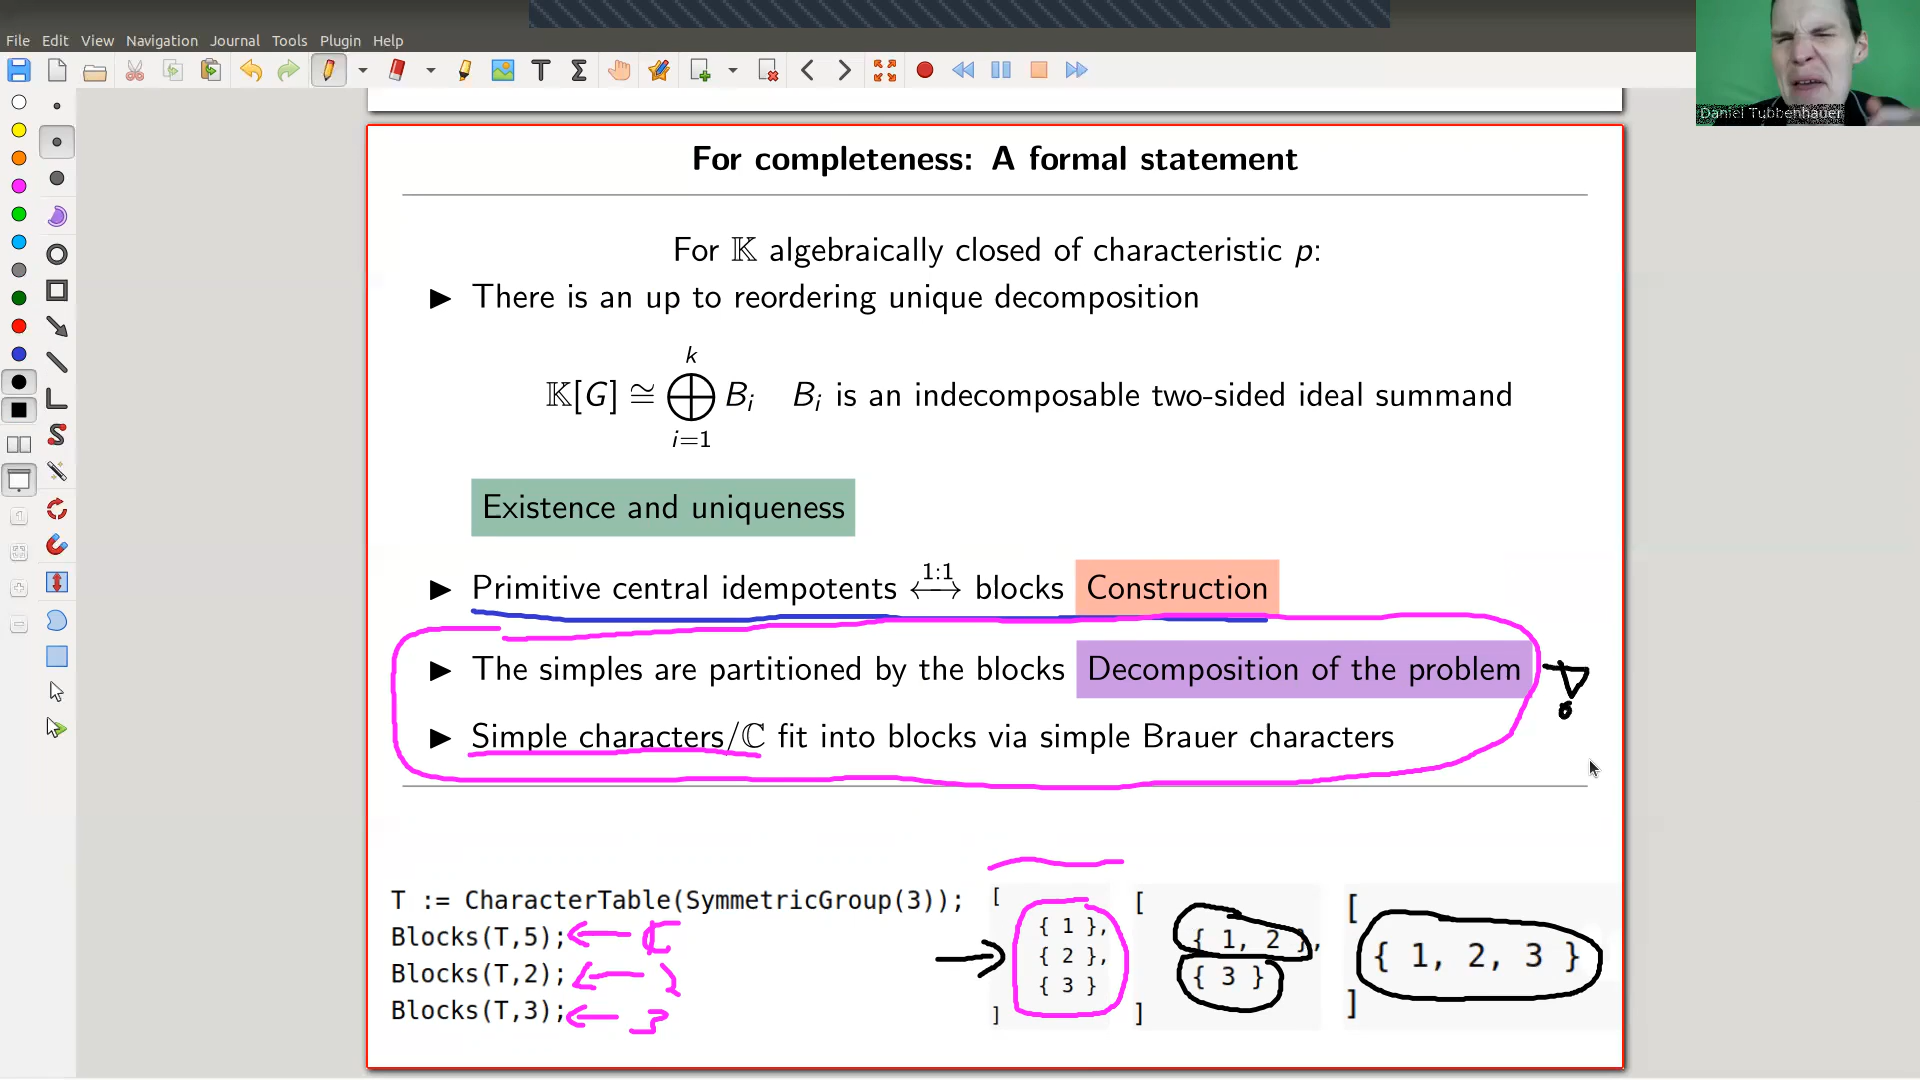 File Edit View Navigation Journal Tools Plugin Help
Daniel Tubbenhauer
For completeness: A formal statement
For 𝕂 algebraically closed of characteristic p:
▶ There is an up to reordering unique decomposition
𝕂[G] ≅ ⨁_{i=1}^{k} B_i B_i is an indecomposable two-sided ideal summand
Existence and uniqueness
▶ Primitive central idempotents ⟷^{1:1} blocks Construction
▶ The simples are partitioned by the blocks Decomposition of the problem
▶ Simple characters/ℂ fit into blocks via simple Brauer characters
T := CharacterTable(SymmetricGroup(3));
Blocks(T,5); ← ℂ
Blocks(T,2); ← 2
Blocks(T,3); ← 3
[
{ 1 },
{ 2 },
{ 3 }
]
[
{ 1, 2 },
{ 3 }
]
[
{ 1, 2, 3 }
]